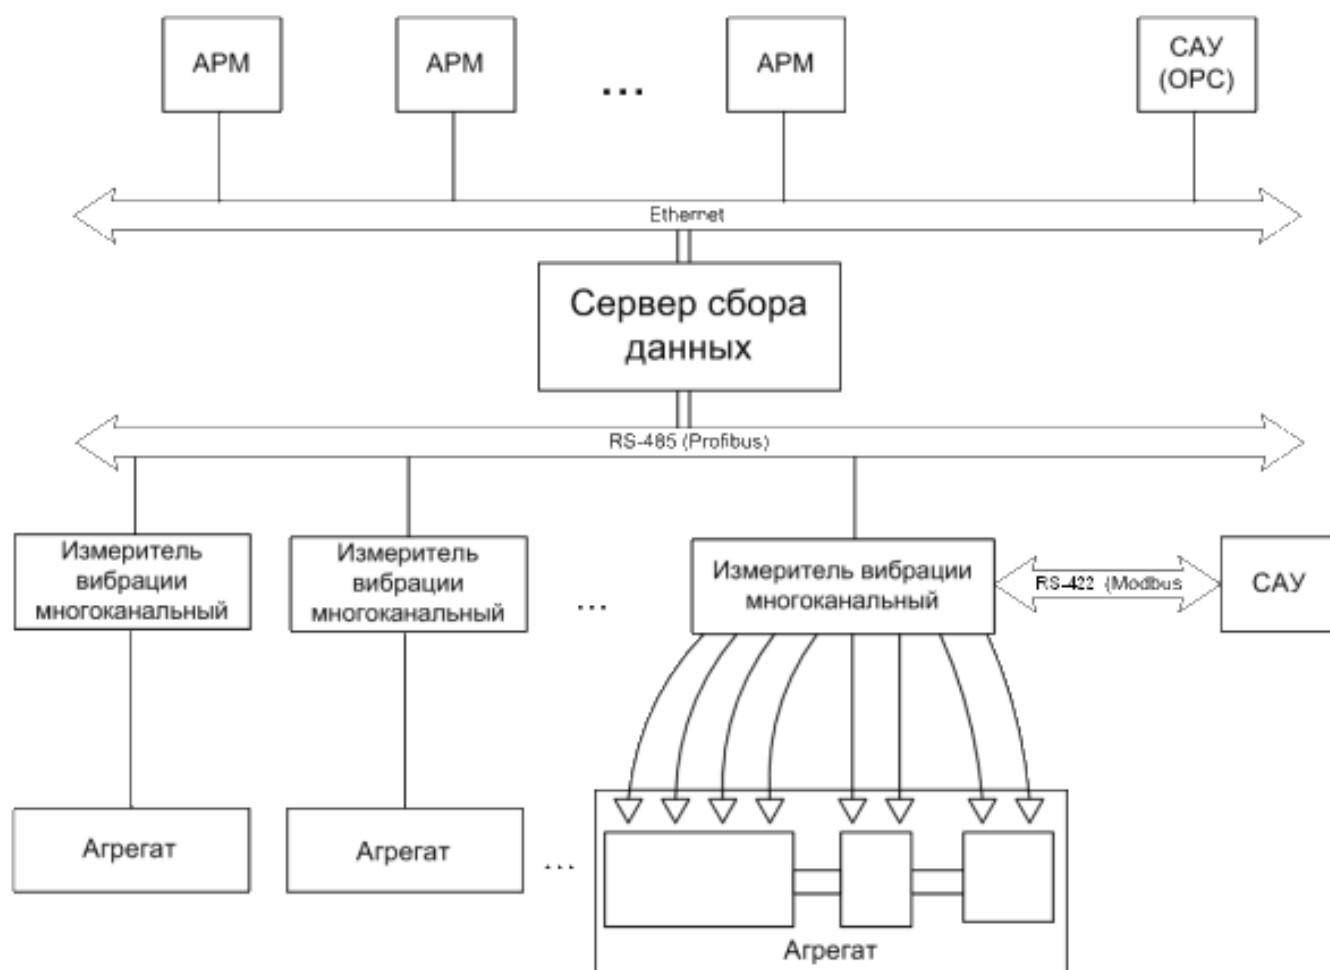 АРМ
АРМ
...
АРМ
САУ
(ОРС)
Ethernet
Сервер сбора
данных
RS-485 (Profibus)
Измеритель
вибрации
многоканальный
Измеритель
вибрации
многоканальный
...
Измеритель вибрации
многоканальный
RS-422 (Modbus
САУ
Агрегат
Агрегат
...
Агрегат